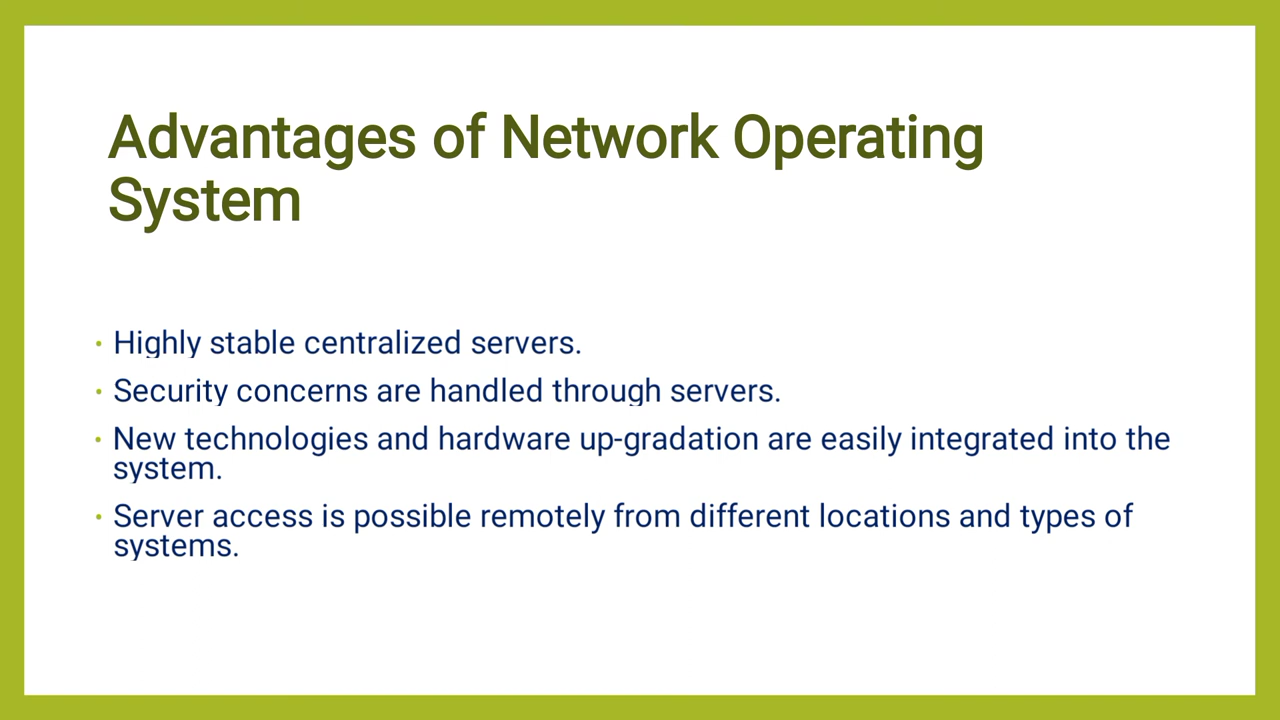 Advantages of Network Operating
System
• Highly stable centralized servers.
• Security concerns are handled through servers.
• New technologies and hardware up-gradation are easily integrated into the
system.
• Server access is possible remotely from different locations and types of
systems.